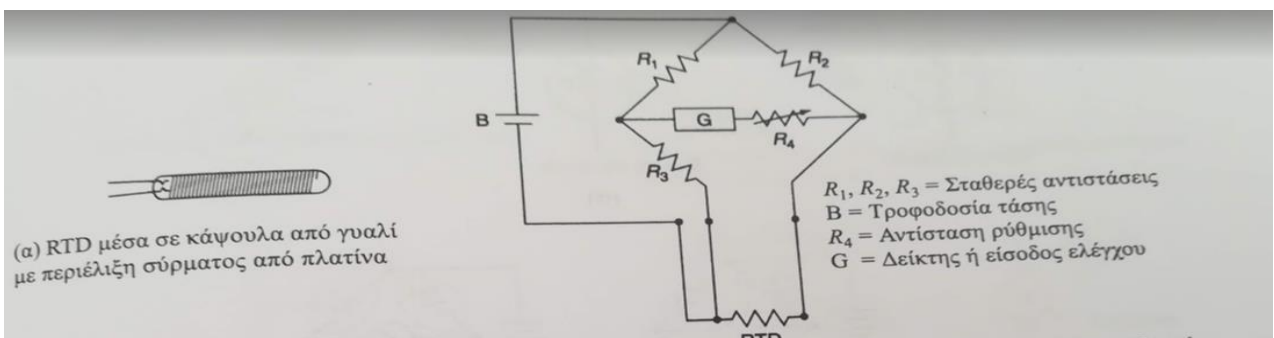 R₁
R₂
B
G
R₄
R₃
(α) RTD μέσα σε κάψουλα από γυαλί
με περιέλιξη σύρματος από πλατίνα
R₁, R₂, R₃ = Σταθερές αντιστάσεις
B = Τροφοδοσία τάσης
R₄ = Αντίσταση ρύθμισης
G = Δείκτης ή είσοδος ελέγχου
RTD